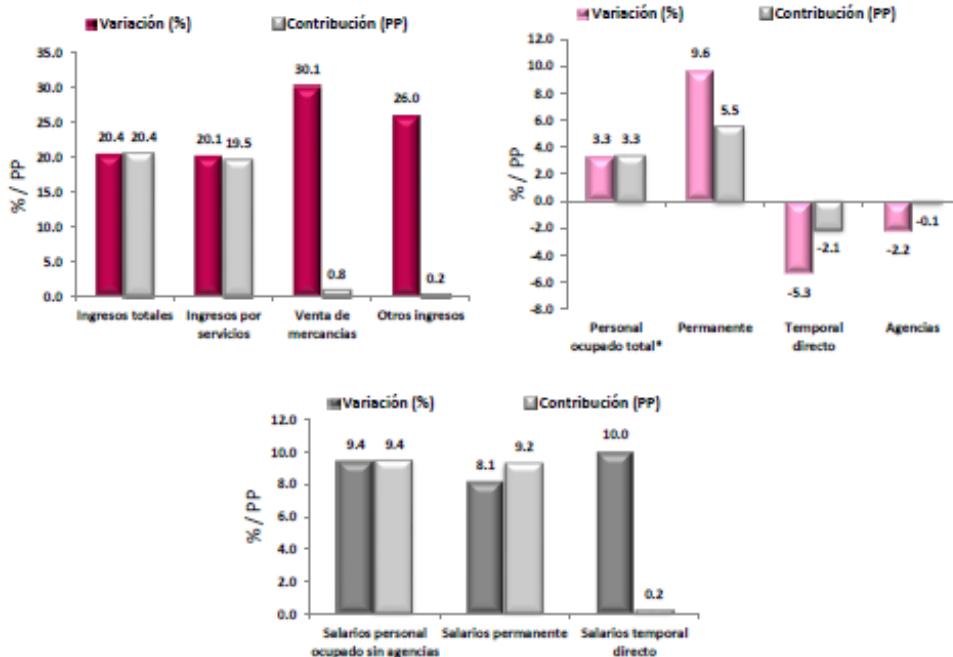 Variación (%) Contribución (PP)
35.0
30.0
25.0
20.0
15.0
10.0
5.0
0.0
% / PP
20.4 20.4
20.1 19.5
30.1 0.8
26.0 0.2
Ingresos totales
Ingresos por
servicios
Venta de
mercancias
Otros ingresos
Variación (%) Contribución (PP)
12.0
10.0
8.0
6.0
4.0
2.0
0.0
-2.0
-4.0
-6.0
-8.0
% / PP
3.3 3.3
9.6 5.5
-5.3 -2.1
-2.2 -0.1
Personal
ocupado total*
Permanente
Temporal
directo
Agencias
Variación (%) Contribución (PP)
12.0
10.0
8.0
6.0
4.0
2.0
0.0
% / PP
9.4 9.4
8.1 9.2
10.0 0.2
Salarios personal
ocupado sin agencias
Salarios permanente
Salarios temporal
directo